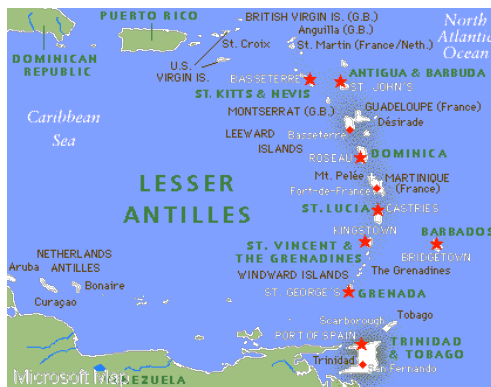 PUERTO RICO
BRITISH VIRGIN IS. (G.B.)
North
Atlantic
Ocean
Anguilla (G.B.)
St. Croix
St. Martin (France/Neth.)
DOMINICAN
REPUBLIC
U.S.
VIRGIN IS.
BASSETERRE
ANTIGUA & BARBUDA
ST. JOHN'S
ST. KITTS & NEVIS
MONTSERRAT (G.B.)
GUADELOUPE (France)
Désirade
Caribbean
Sea
LEEWARD
ISLANDS
Basseterre
ROSEAU
DOMINICA
Mt. Pelée
MARTINIQUE
(France)
Fort-de-France
LESSER
ANTILLES
ST. LUCIA
CASTRIES
KINGSTOWN
BARBADOS
BRIDGETOWN
ST. VINCENT &
THE GRENADINES
NETHERLANDS
ANTILLES
Aruba
Bonaire
Curaçao
WINDWARD ISLANDS
The Grenadines
ST. GEORGE'S
GRENADA
Scarborough
Tobago
PORT OF SPAIN
TRINIDAD
& TOBAGO
Trinidad
San Fernando
Microsoft Map
VENEZUELA